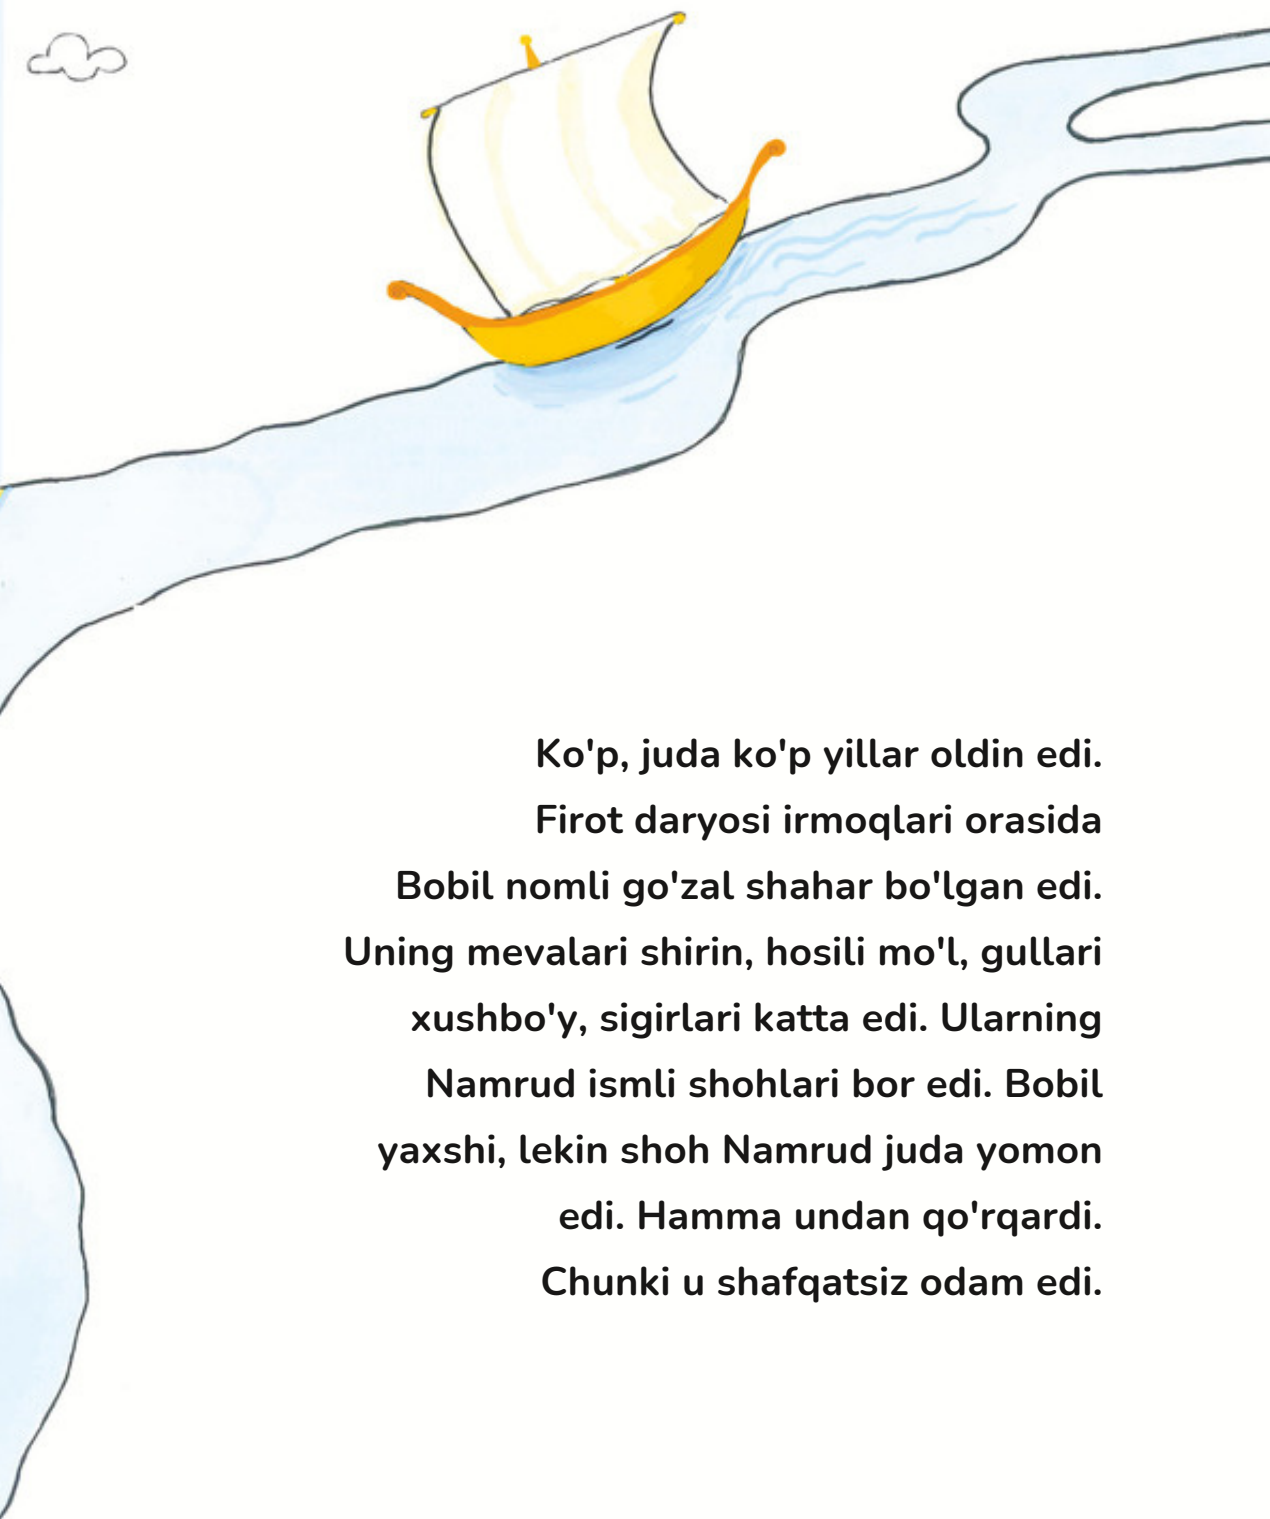 Ko'p, juda ko'p yillar oldin edi.
Firot daryosi irmoqlari orasida
Bobil nomli go'zal shahar bo'lgan edi.
Uning mevalari shirin, hosili mo'l, gullari
xushbo'y, sigirlari katta edi. Ularning
Namrud ismli shohlari bor edi. Bobil
yaxshi, lekin shoh Namrud juda yomon
edi. Hamma undan qo'rqardi.
Chunki u shafqatsiz odam edi.